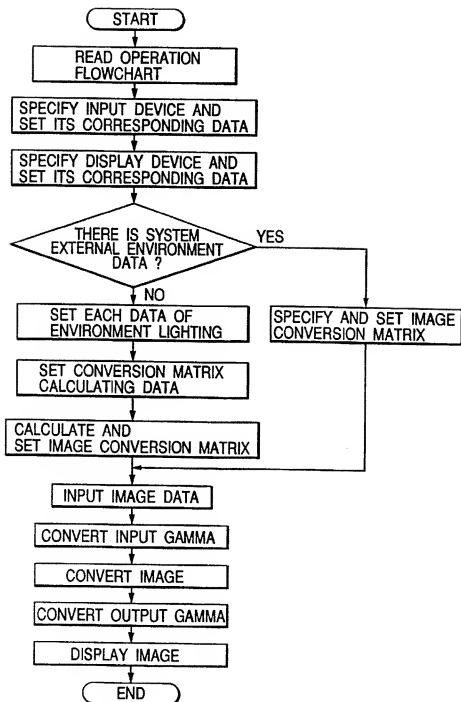 START
READ OPERATION
FLOWCHART
SPECIFY INPUT DEVICE AND
SET ITS CORRESPONDING DATA
SPECIFY DISPLAY DEVICE AND
SET ITS CORRESPONDING DATA
THERE IS SYSTEM
EXTERNAL ENVIRONMENT
DATA ?
YES
NO
SET EACH DATA OF
ENVIRONMENT LIGHTING
SPECIFY AND SET IMAGE
CONVERSION MATRIX
SET CONVERSION MATRIX
CALCULATING DATA
CALCULATE AND
SET IMAGE CONVERSION MATRIX
INPUT IMAGE DATA
CONVERT INPUT GAMMA
CONVERT IMAGE
CONVERT OUTPUT GAMMA
DISPLAY IMAGE
END